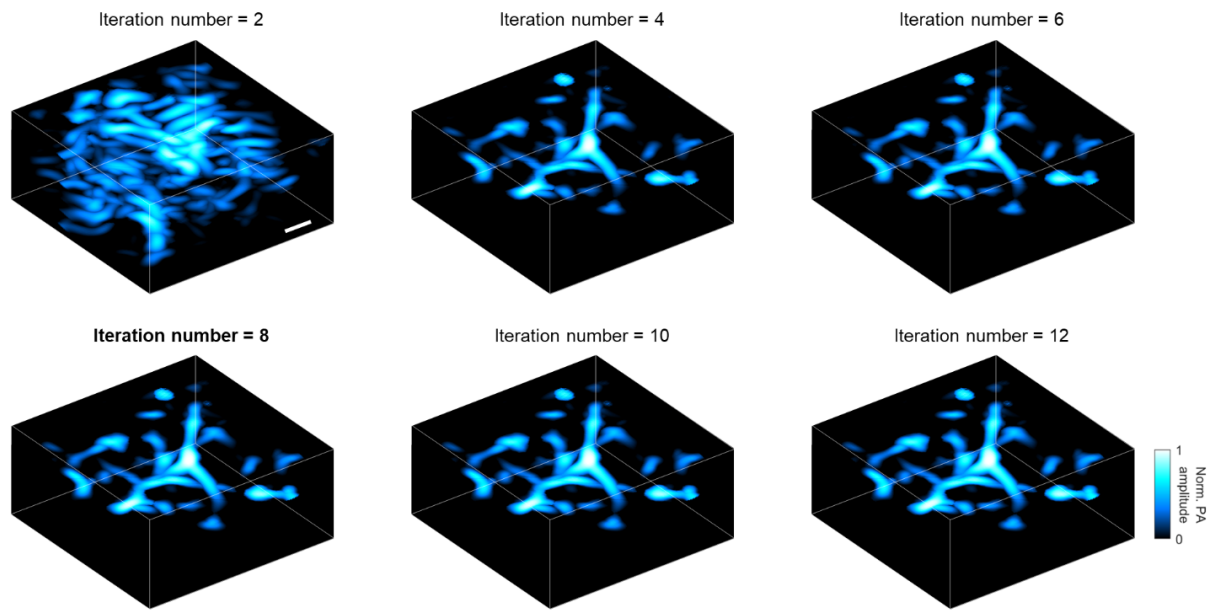 Iteration number = 2
Iteration number = 4
Iteration number = 6
Iteration number = 8
Iteration number = 10
Iteration number = 12
1
0
Norm. PA
amplitude